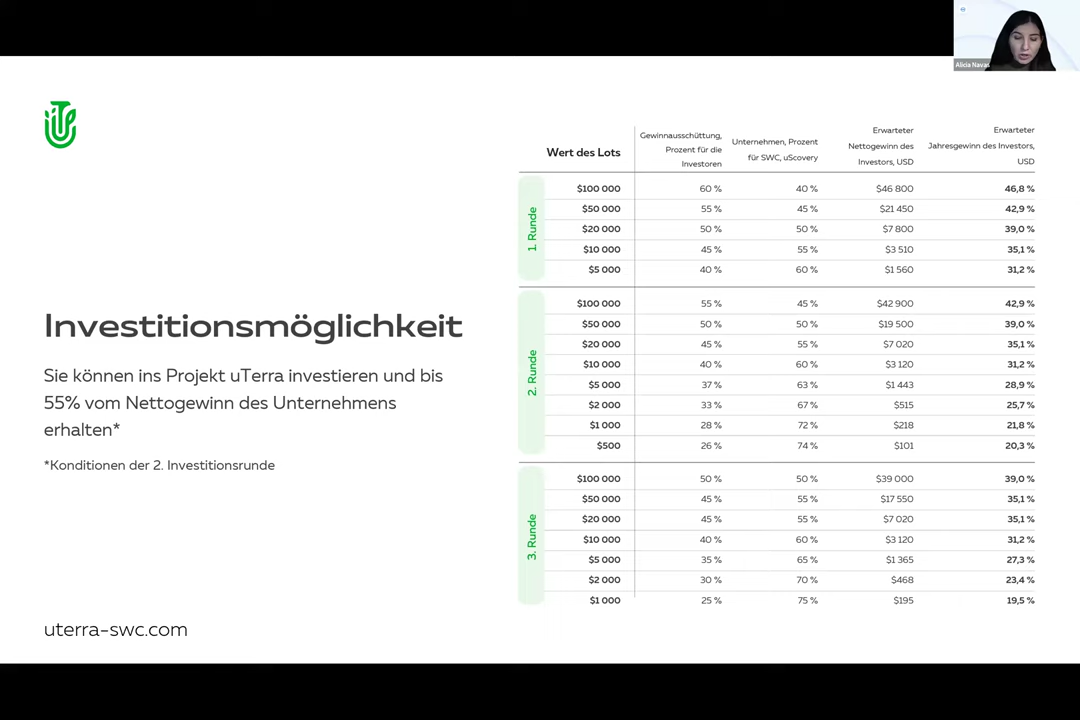 Alicia Navas
Investitionsmöglichkeit
Sie können ins Projekt uTerra investieren und bis
55% vom Nettogewinn des Unternehmens
erhalten*
*Konditionen der 2. Investitionsrunde
uterra-swc.com
Wert des Lots
Gewinnausschüttung,
Prozent für die
Investoren
Unternehmen, Prozent
für SWC, uScovery
Erwarteter
Nettogewinn des
Investors, USD
Erwarteter
Jahresgewinn des Investors,
USD
1. Runde
$100 000 60 % 40 % $46 800 46,8 %
$50 000 55 % 45 % $21 450 42,9 %
$20 000 50 % 50 % $7 800 39,0 %
$10 000 45 % 55 % $3 510 35,1 %
$5 000 40 % 60 % $1 560 31,2 %
2. Runde
$100 000 55 % 45 % $42 900 42,9 %
$50 000 50 % 50 % $19 500 39,0 %
$20 000 45 % 55 % $7 020 35,1 %
$10 000 40 % 60 % $3 120 31,2 %
$5 000 37 % 63 % $1 443 28,9 %
$2 000 33 % 67 % $515 25,7 %
$1 000 28 % 72 % $218 21,8 %
$500 26 % 74 % $101 20,3 %
3. Runde
$100 000 50 % 50 % $39 000 39,0 %
$50 000 45 % 55 % $17 550 35,1 %
$20 000 45 % 55 % $7 020 35,1 %
$10 000 40 % 60 % $3 120 31,2 %
$5 000 35 % 65 % $1 365 27,3 %
$2 000 30 % 70 % $468 23,4 %
$1 000 25 % 75 % $195 19,5 %